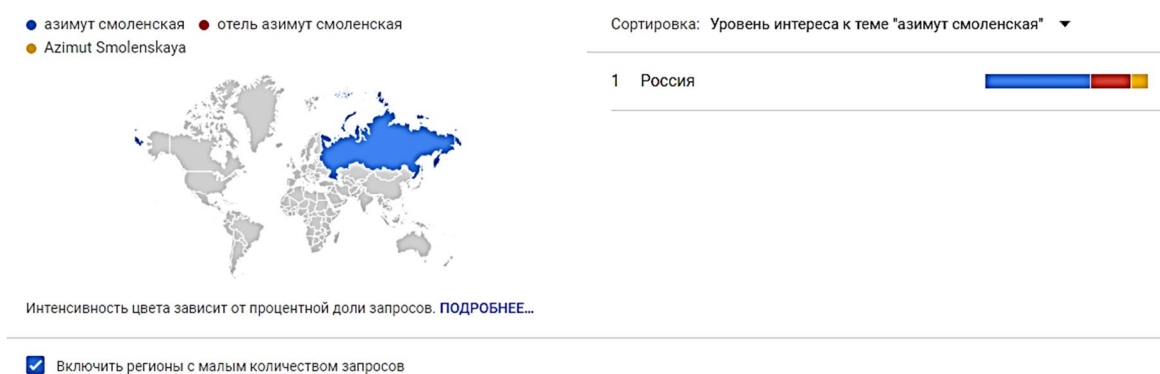 азимут смоленская отель азимут смоленская
Azimut Smolenskaya
Интенсивность цвета зависит от процентной доли запросов. ПОДРОБНЕЕ...
Включить регионы с малым количеством запросов
Сортировка: Уровень интереса к теме "азимут смоленская"
1 Россия